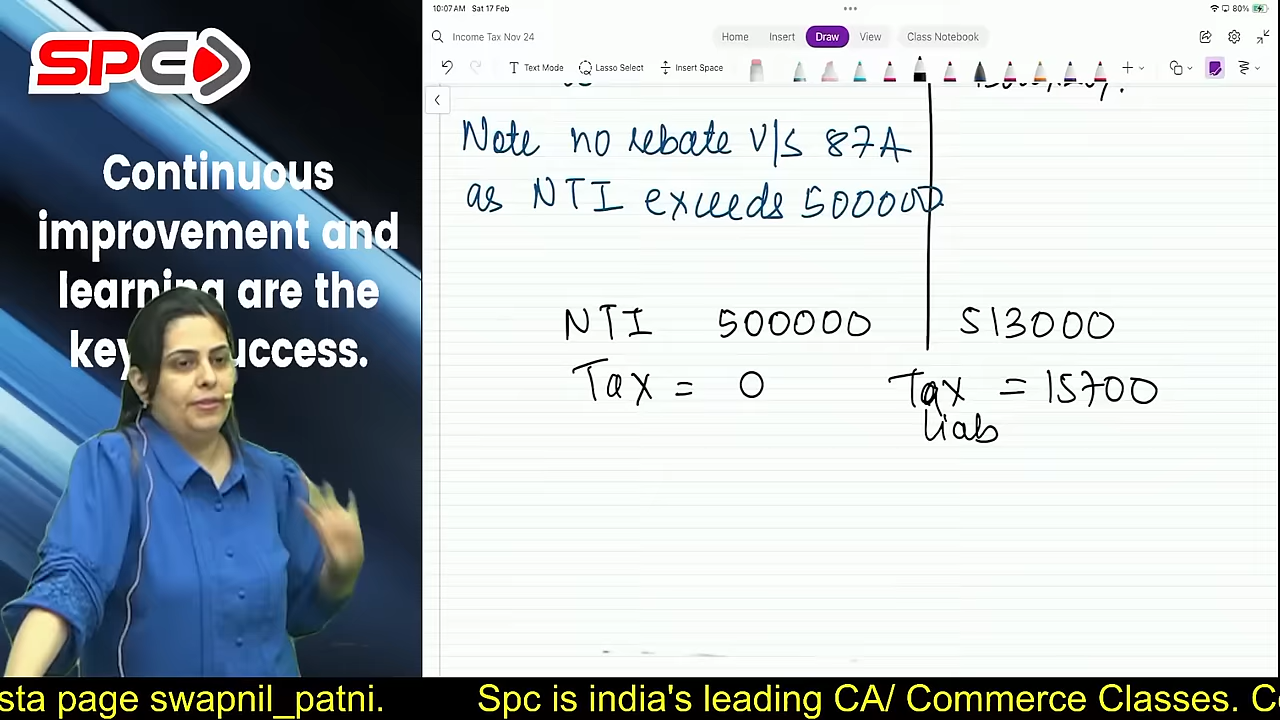 10:07 AM Sat 17 Feb
80%
SPC
Income Tax Nov 24
Home Insert Draw View Class Notebook
Text Mode Lasso Select Insert Space
Continuous
improvement and
learning are the
key success.
Note no rebate v/s 87A
as NTI exceeds 500000
NTI 500000 513000
Tax = 0 Tax = 15700
liab
sta page swapnil_patni. Spc is india's leading CA/ Commerce Classes. C